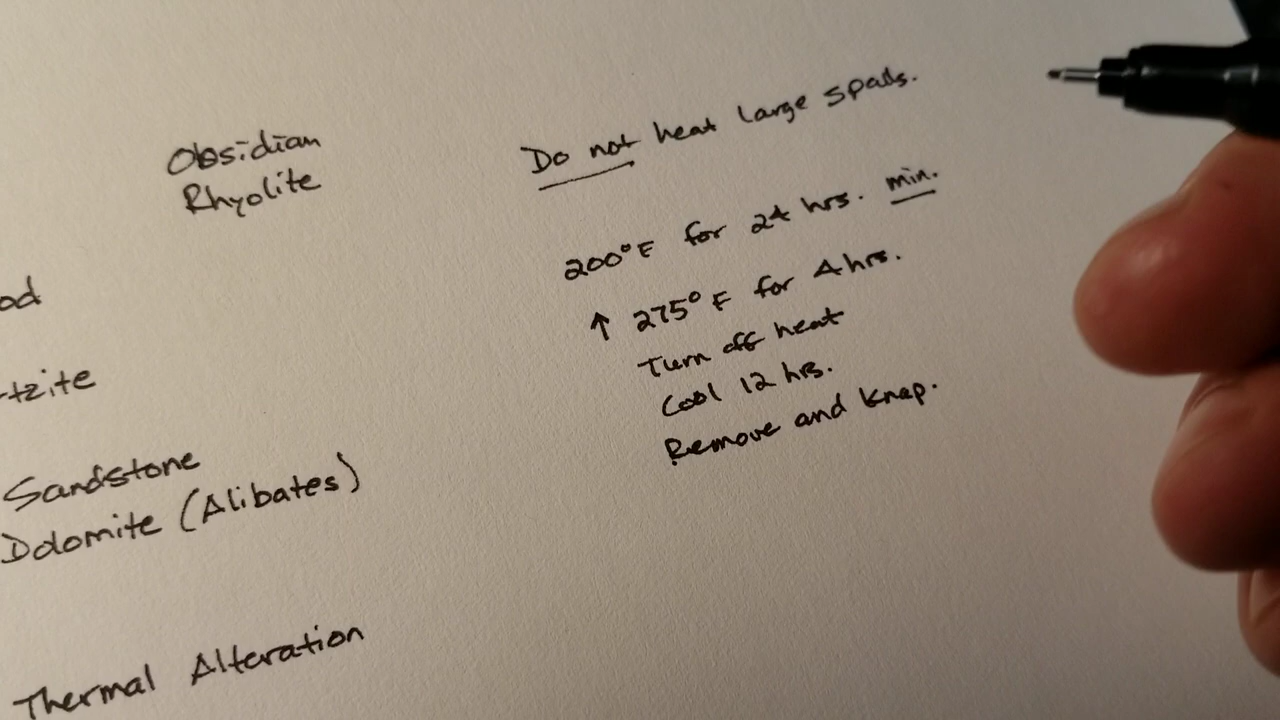 Obsidian
Rhyolite
od
tzite
Sandstone
Dolomite (Alibates)
Thermal Alteration
Do not heat large spalls.
200°F for 24 hrs. min.
↑ 275°F for 4 hrs.
Turn off heat
Cool 12 hrs.
Remove and knap.